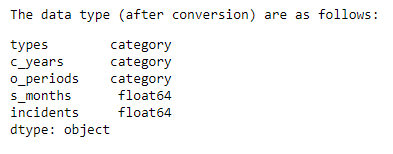 The data type (after conversion) are as follows:
types         category
c_years       category
o_periods     category
s_months       float64
incidents      float64
dtype: object